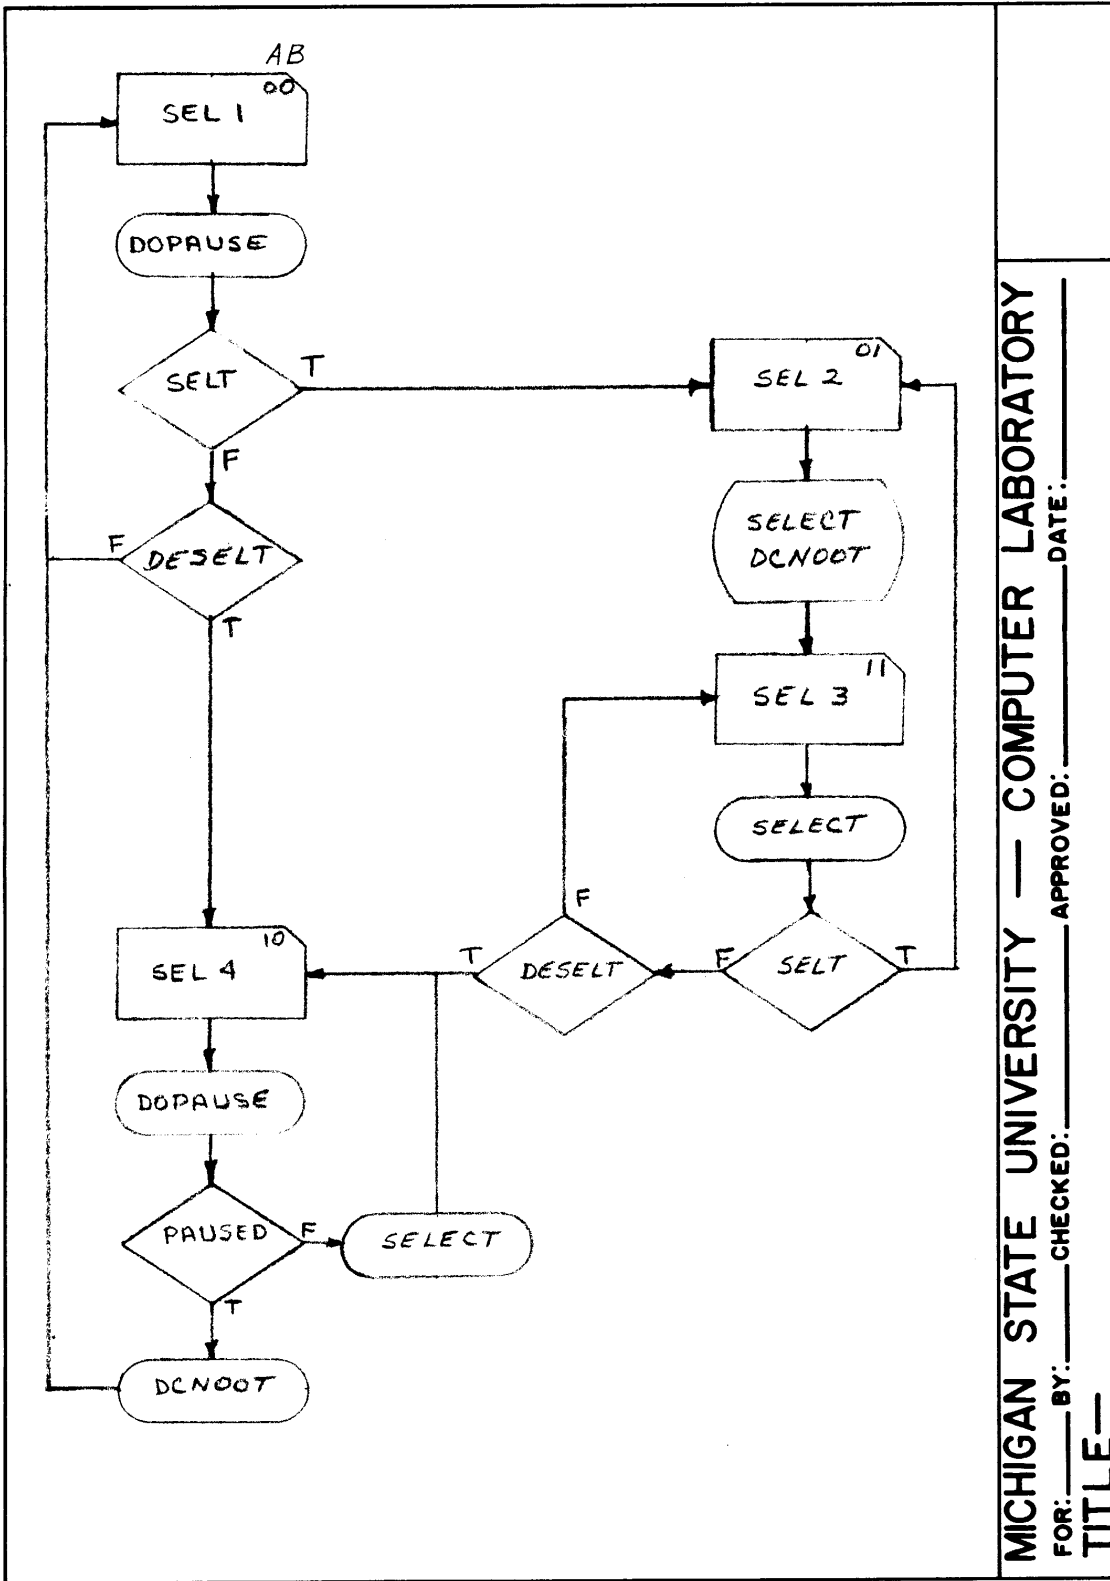 AB
00
SEL 1
DOPAUSE
SELT
T
F
DESELT
F
T
01
SEL 2
SELECT
DCNOOT
11
SEL 3
SELECT
SELT
F
T
DESELT
F
T
10
SEL 4
DOPAUSE
PAUSED
F
T
SELECT
DCNOOT
MICHIGAN STATE UNIVERSITY — COMPUTER LABORATORY
FOR: BY: CHECKED: APPROVED: DATE:
TITLE—